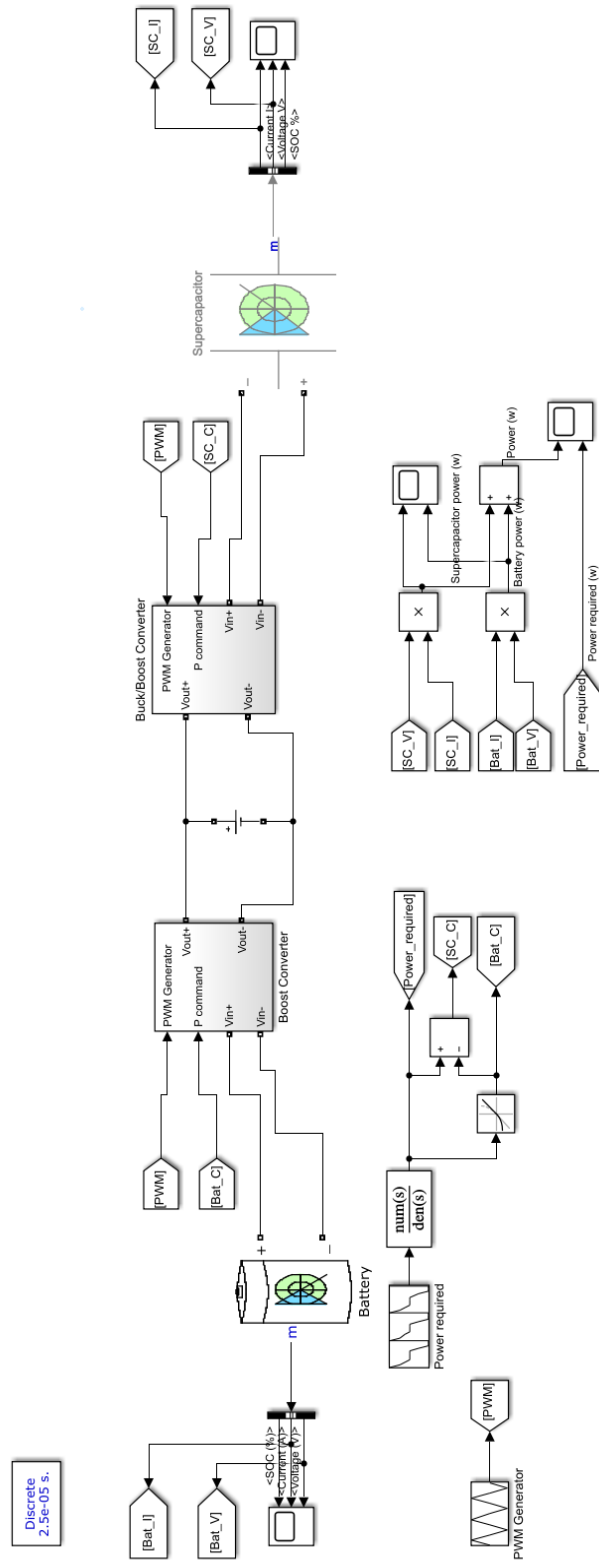 Discrete
2.5e-05 s.
[Bat_I]
[Bat_V]
<SOC (%)>
<Current (A)>
<Voltage (V)>
m
Battery
+
−
[PWM]
[Bat_C]
PWM Generator
P command
Vin+
Vin-
Vout+
Vout-
Boost Converter
+
Buck/Boost Converter
PWM Generator
P command
Vout+
Vout-
Vin+
Vin-
[PWM]
[SC_C]
−
+
Supercapacitor
m
<Current I>
<Voltage V>
<SOC %>
[SC_I]
[SC_V]
PWM Generator
[PWM]
Power required
num(s)
den(s)
+
−
[Power_required]
[SC_C]
[Bat_C]
[SC_V]
[SC_I]
[Bat_I]
[Bat_V]
[Power_required]
×
×
Supercapacitor power (w)
Battery power (w)
+
+
Power (w)
Power required (w)